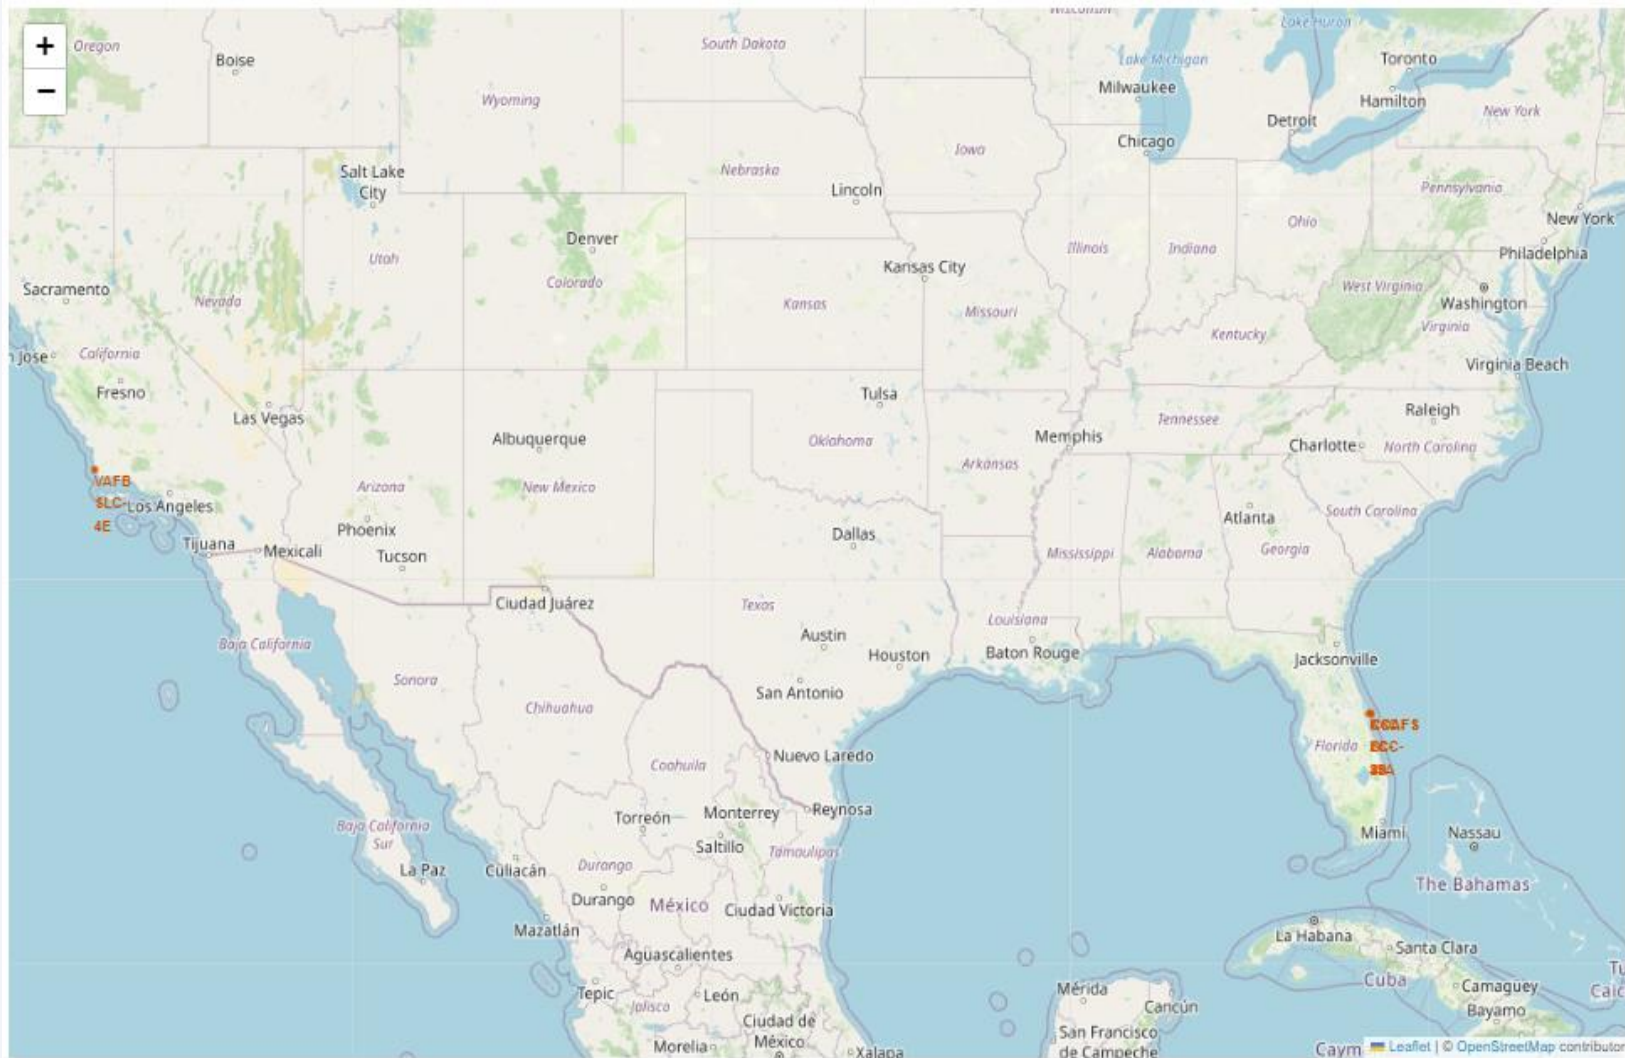 Wisconsin
Lake Huron
+
Oregon
South Dakota
Toronto
Boise
Lake Michigan
−
Milwaukee
Hamilton
Wyoming
New York
Detroit
Chicago
Iowa
Salt Lake
City
Nebraska
Lincoln
Pennsylvania
Ohio
New York
Denver
Illinois
Indiana
Philadelphia
Utah
Kansas City
Colorado
Sacramento
West Virginia
Nevada
Kansas
Washington
Missouri
Virginia
Kentucky
California
Jose
Virginia Beach
Fresno
Tulsa
Las Vegas
Raleigh
Tennessee
Albuquerque
Oklahoma
Memphis
Charlotte
North Carolina
Arkansas
VAFB
Arizona
New Mexico
SLC-
Los Angeles
4E
South Carolina
Atlanta
Phoenix
Dallas
Tijuana
Mexicali
Tucson
Mississippi
Alabama
Georgia
Ciudad Juárez
Texas
Louisiana
Austin
Baja California
Houston
Baton Rouge
Jacksonville
Sonora
San Antonio
Chihuahua
Florida
Nuevo Laredo
Coahuila
Torreón
Monterrey
Reynosa
Baja California
Sur
Saltillo
Tamaulipas
Miami
Nassau
La Paz
Culiacán
Durango
Durango
México
Ciudad Victoria
The Bahamas
Mazatlán
La Habana
Santa Clara
Aguascalientes
Cuba
Camaguey
Tepic
León
Mérida
Cancún
Jalisco
Bayamo
Ciudad de
México
San Francisco
de Campeche
Morelia
Xalapa
Caym
Leaflet | © OpenStreetMap contributor